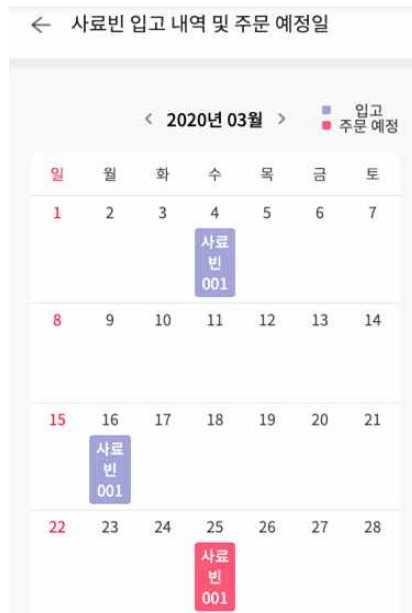 ← 사료빈 입고 내역 및 주문 예정일
< 2020년 03월 >
입고
주문 예정
일 월 화 수 목 금 토
1 2 3 4 5 6 7
사료
빈
001
8 9 10 11 12 13 14
15 16 17 18 19 20 21
사료
빈
001
22 23 24 25 26 27 28
사료
빈
001